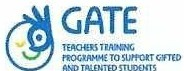 GATE
TEACHERS TRAINING
PROGRAMME TO SUPPORT GIFTED
AND TALENTED STUDENTS